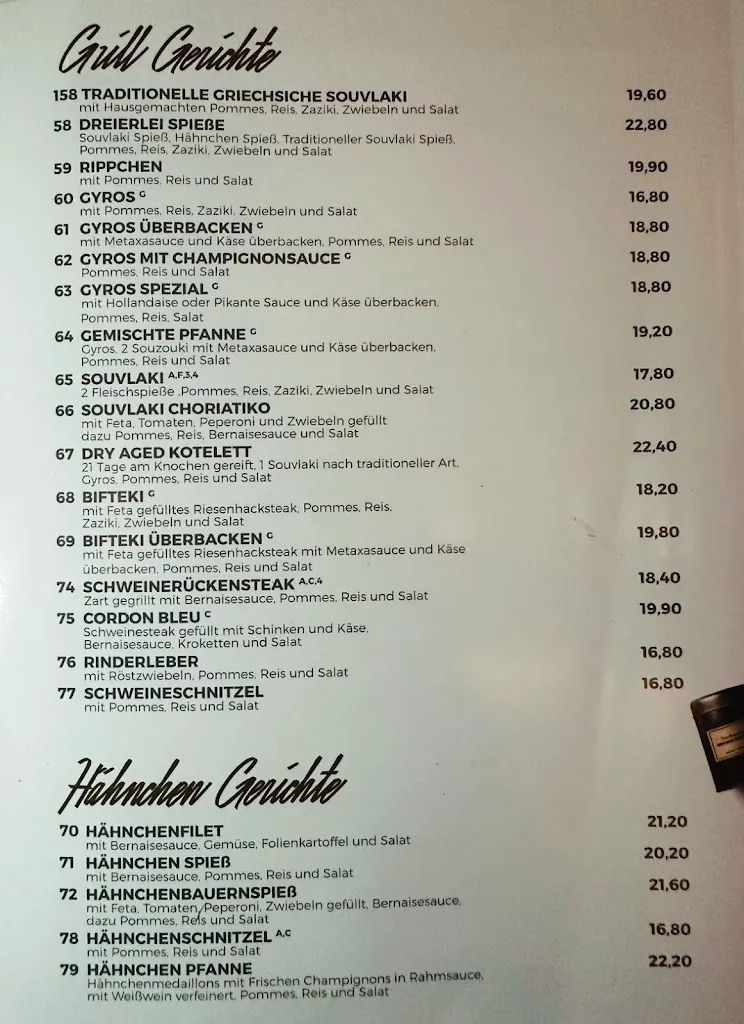 Grill Gerichte
158 TRADITIONELLE GRIECHSICHE SOUVLAKI 19,60
mit Hausgemachten Pommes, Reis, Zaziki, Zwiebeln und Salat
58 DREIERLEI SPIEßE 22,80
Souvlaki Spieß, Hähnchen Spieß, Traditioneller Souvlaki Spieß,
Pommes, Reis, Zaziki, Zwiebeln und Salat
59 RIPPCHEN 19,90
mit Pommes, Reis und Salat
60 GYROS G 16,80
mit Pommes, Reis, Zaziki, Zwiebeln und Salat
61 GYROS ÜBERBACKEN G 18,80
mit Metaxasauce und Käse überbacken, Pommes, Reis und Salat
62 GYROS MIT CHAMPIGNONSAUCE G 18,80
Pommes, Reis und Salat
63 GYROS SPEZIAL G 18,80
mit Hollandaise oder Pikante Sauce und Käse überbacken,
Pommes, Reis, Salat
64 GEMISCHTE PFANNE G 19,20
Gyros, 2 Souzouki mit Metaxasauce und Käse überbacken,
Pommes, Reis und Salat
65 SOUVLAKI A,F,3,4 17,80
2 Fleischspieße ,Pommes, Reis, Zaziki, Zwiebeln und Salat
66 SOUVLAKI CHORIATIKO 20,80
mit Feta, Tomaten, Peperoni und Zwiebeln gefüllt
dazu Pommes, Reis, Bernaisesauce und Salat
67 DRY AGED KOTELETT 22,40
21 Tage am Knochen gereift, 1 Souvlaki nach traditioneller Art,
Gyros, Pommes, Reis und Salat
68 BIFTEKI G 18,20
mit Feta gefülltes Riesenhacksteak, Pommes, Reis,
Zaziki, Zwiebeln und Salat
69 BIFTEKI ÜBERBACKEN G 19,80
mit Feta gefülltes Riesenhacksteak mit Metaxasauce und Käse
überbacken, Pommes, Reis und Salat
74 SCHWEINERÜCKENSTEAK A,C,4 18,40
Zart gegrillt mit Bernaisesauce, Pommes, Reis und Salat
75 CORDON BLEU C 19,90
Schweinesteak gefüllt mit Schinken und Käse,
Bernaisesauce, Kroketten und Salat
76 RINDERLEBER 16,80
mit Röstzwiebeln, Pommes, Reis und Salat
77 SCHWEINESCHNITZEL 16,80
mit Pommes, Reis und Salat
Hähnchen Gerichte
70 HÄHNCHENFILET 21,20
mit Bernaisesauce, Gemüse, Folienkartoffel und Salat
71 HÄHNCHEN SPIEß 20,20
mit Bernaisesauce, Pommes, Reis und Salat
72 HÄHNCHENBAUERNSPIEß 21,60
mit Feta, Tomaten, Peperoni, Zwiebeln gefüllt, Bernaisesauce,
dazu Pommes, Reis und Salat
78 HÄHNCHENSCHNITZEL A,C 16,80
mit Pommes, Reis und Salat
79 HÄHNCHEN PFANNE 22,20
Hähnchenmedaillons mit Frischen Champignons in Rahmsauce,
mit Weißwein verfeinert, Pommes, Reis und Salat